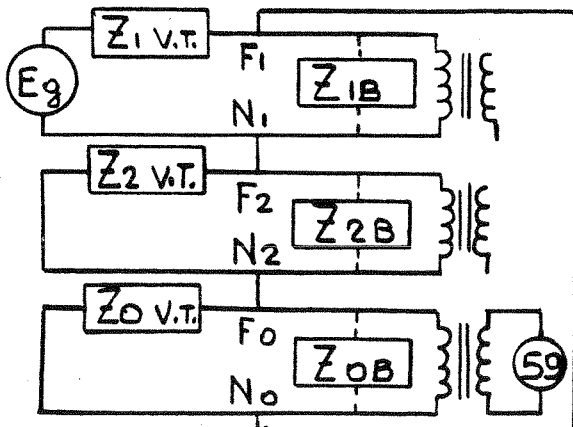 Z1 V.T.
F1
Eg
Z1B
N1
Z2 V.T.
F2
Z2B
N2
Z0 V.T.
F0
Z0B
59
N0